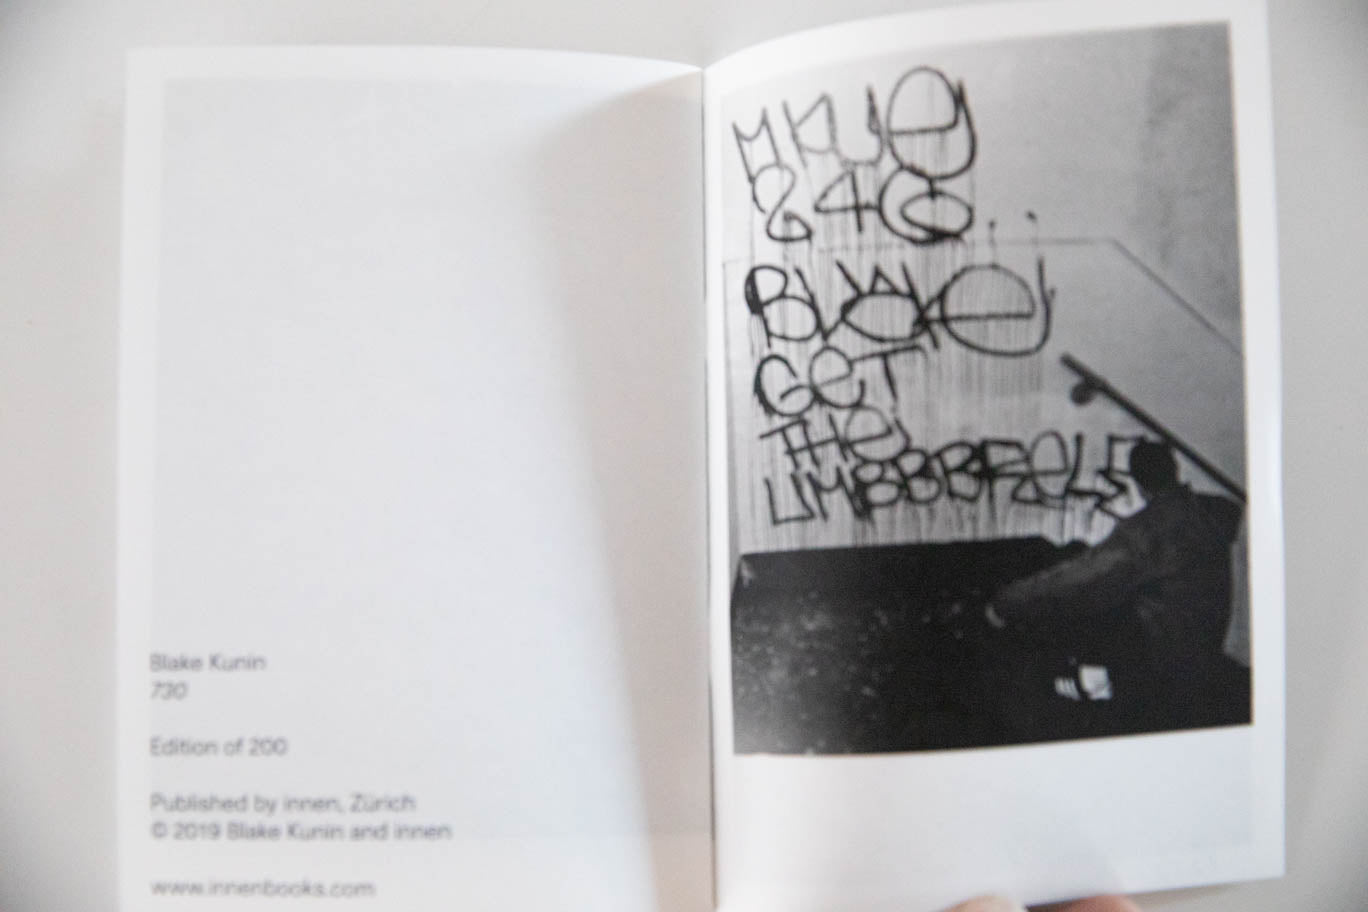 Blake Kunin
730
Edition of 200
Published by innen, Zürich
© 2019 Blake Kunin and innen
www.innenbooks.com
246..
BLake
GeT
THe
UMBBBReLE